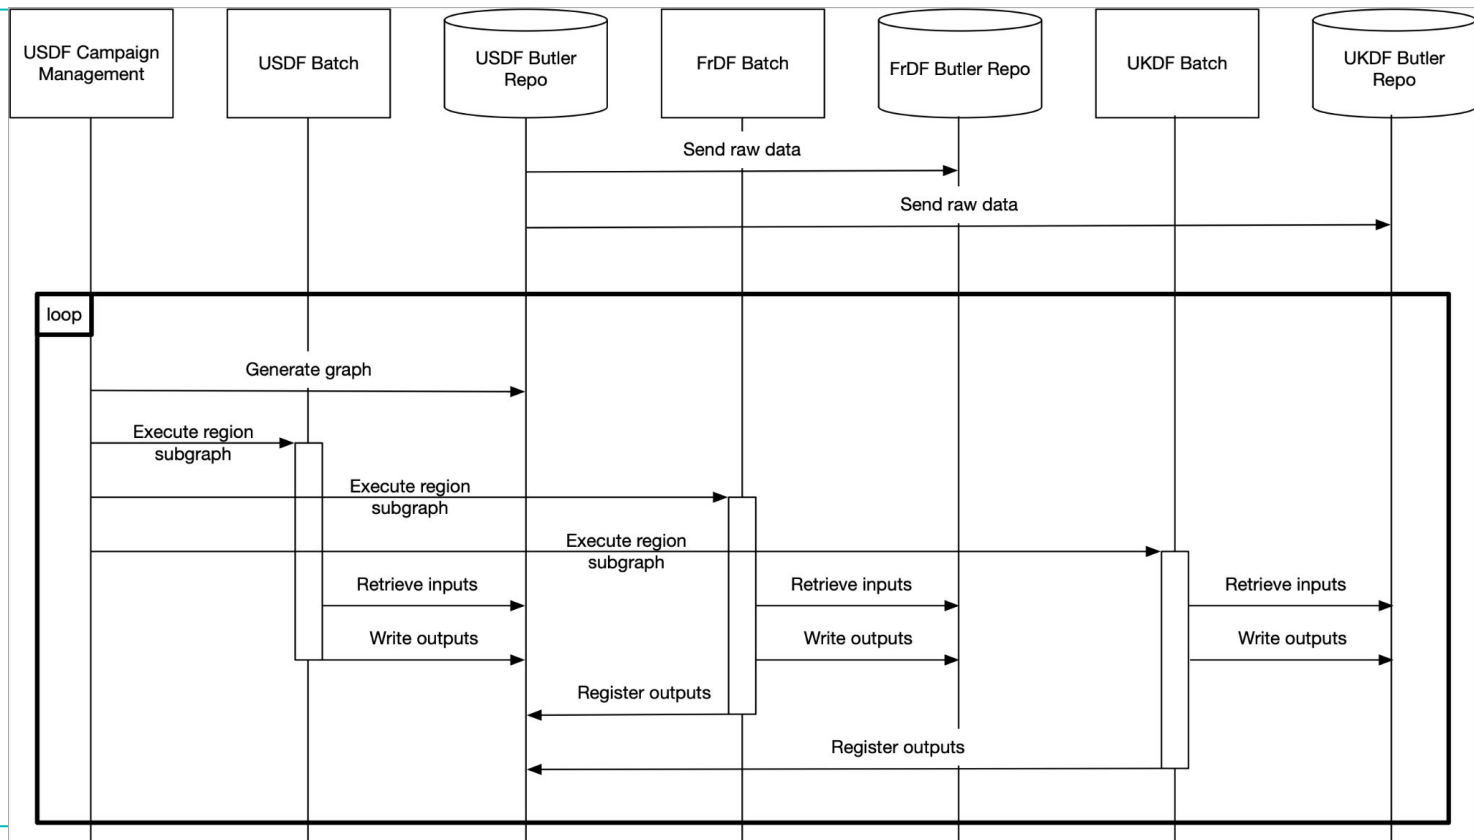 USDF Campaign
Management
USDF Batch
USDF Butler
Repo
FrDF Batch
FrDF Butler Repo
UKDF Batch
UKDF Butler
Repo
Send raw data
Send raw data
loop
Generate graph
Execute region
subgraph
Execute region
subgraph
Execute region
subgraph
Retrieve inputs
Retrieve inputs
Retrieve inputs
Write outputs
Write outputs
Write outputs
Register outputs
Register outputs